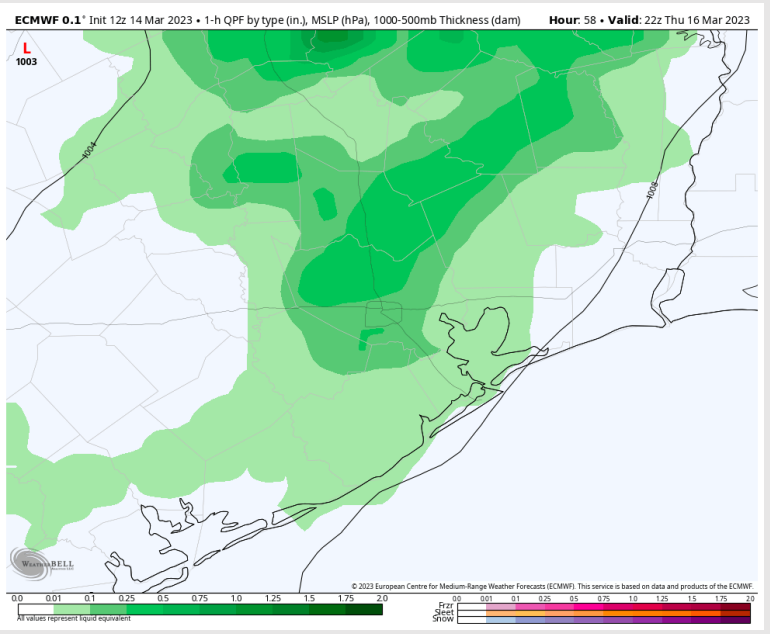 ECMWF 0.1° Init 12z 14 Mar 2023 • 1-h QPF by type (in.), MSLP (hPa), 1000-500mb Thickness (dam)
Hour: 58 • Valid: 22z Thu 16 Mar 2023
L
1003
1004
1008
WEATHERBELL
© 2023 European Centre for Medium-Range Weather Forecasts (ECMWF). This service is based on data and products of the ECMWF.
0.0 0.01 0.1 0.25 0.5 0.75 1.0 1.25 1.5 1.75 2.0
All values represent liquid equivalent
0.0 0.01 0.1 0.25 0.5 0.75 1.0 1.25 1.5 1.75 2.0
Frzr
Sleet
Snow